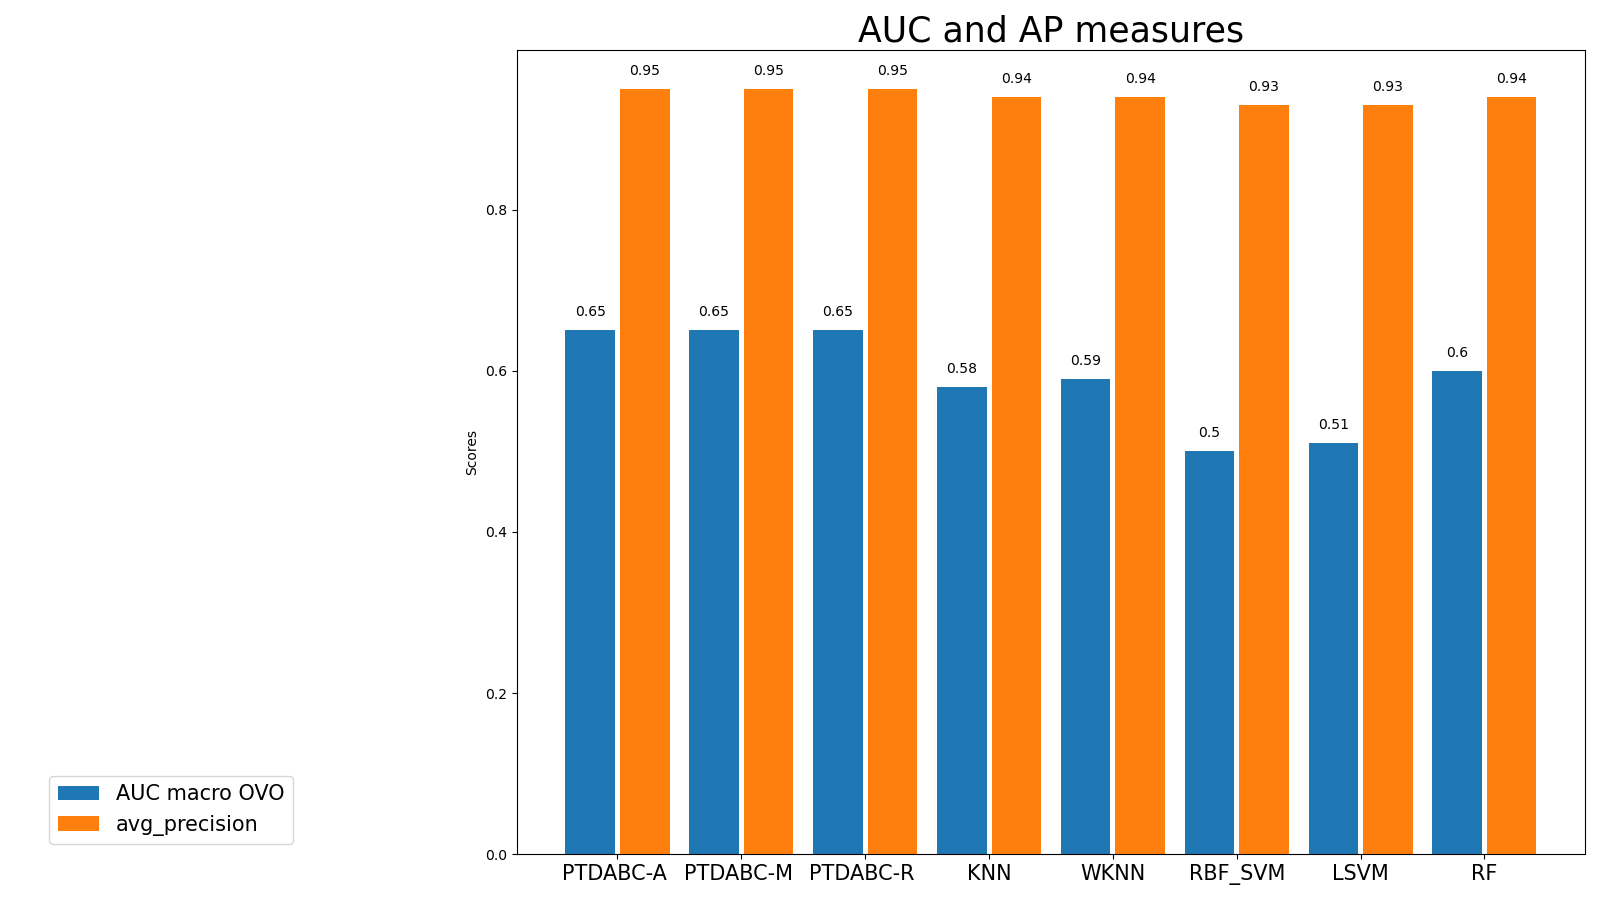 AUC and AP measures
0.95 0.95 0.95 0.94 0.94 0.93 0.93 0.94
0.65 0.65 0.65 0.58 0.59 0.5 0.51 0.6
0.8
0.6
0.4
0.2
0.0
Scores
PTDABC-A PTDABC-M PTDABC-R KNN WKNN RBF_SVM LSVM RF
AUC macro OVO
avg_precision